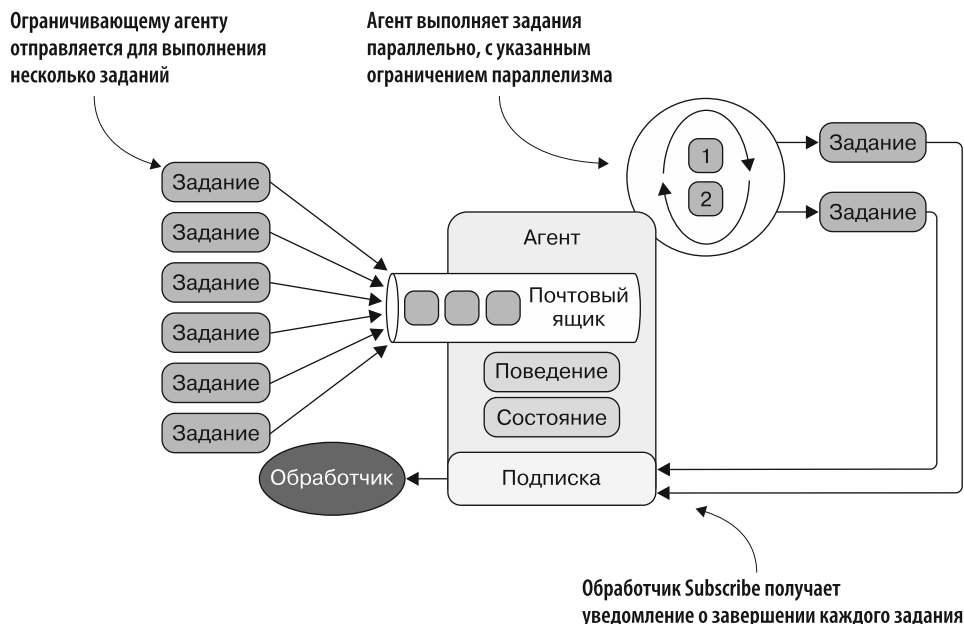 Ограничивающему агенту
отправляется для выполнения
несколько заданий
Агент выполняет задания
параллельно, с указанным
ограничением параллелизма
Задание
Задание
Задание
Задание
Задание
Задание
1
2
Задание
Задание
Агент
Почтовый
ящик
Поведение
Состояние
Подписка
Обработчик
Обработчик Subscribe получает
уведомление о завершении каждого задания